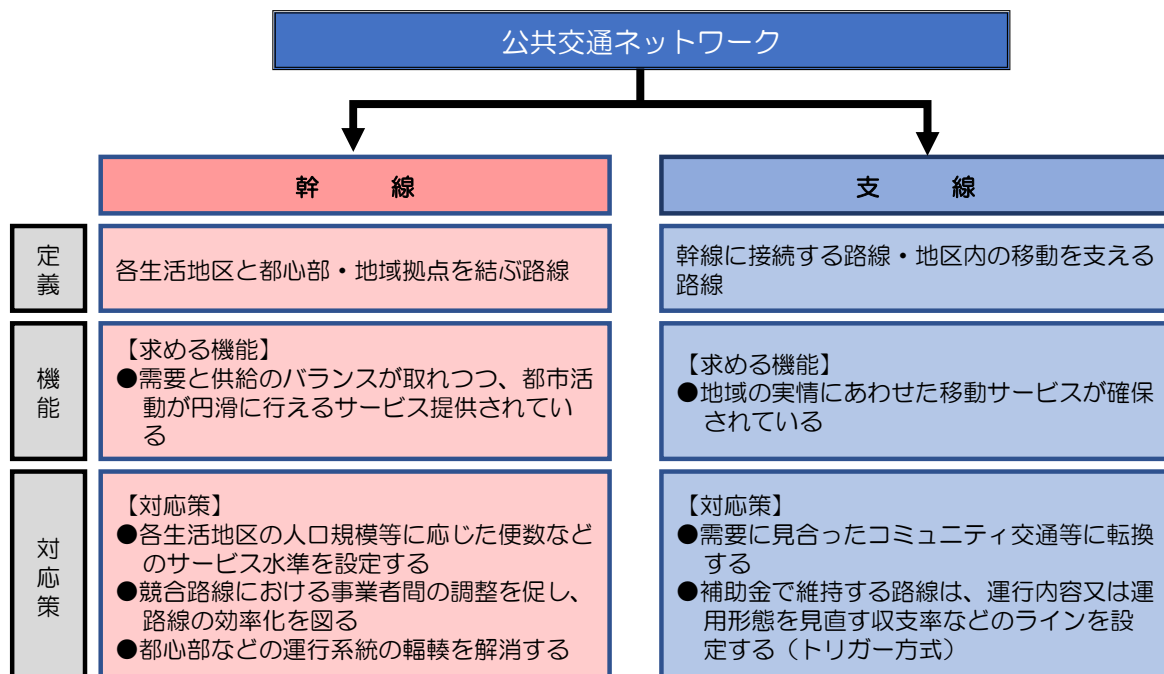 公共交通ネットワーク
幹　　線
支　　線
定義
各生活地区と都心部・地域拠点を結ぶ路線
幹線に接続する路線・地区内の移動を支える
路線
機能
【求める機能】
●需要と供給のバランスが取れつつ、都市活
動が円滑に行えるサービス提供されてい
る
【求める機能】
●地域の実情にあわせた移動サービスが確保
されている
対応策
【対応策】
●各生活地区の人口規模等に応じた便数など
のサービス水準を設定する
●競合路線における事業者間の調整を促し、
路線の効率化を図る
●都心部などの運行系統の輻輳を解消する
【対応策】
●需要に見合ったコミュニティ交通等に転換
する
●補助金で維持する路線は、運行内容又は運
用形態を見直す収支率などのラインを設
定する（トリガー方式）